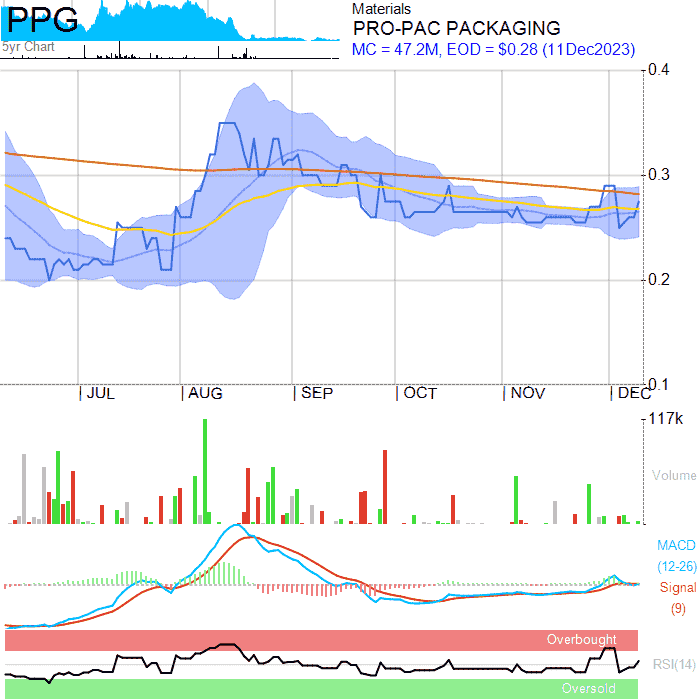 PPG
5yr Chart
Materials
PRO-PAC PACKAGING
MC = 47.2M, EOD = $0.28 (11Dec2023)
0.4
0.3
0.2
0.1
JUL AUG SEP OCT NOV DEC
117k
Volume
MACD
(12-26)
Signal
(9)
Overbought
RSI(14)
Oversold